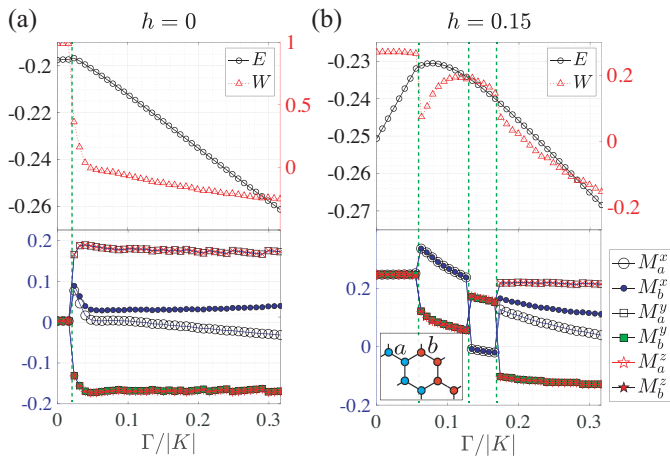 (a) h = 0
(b) h = 0.15
-0.2
-0.22
-0.24
-0.26
1
0.5
0
E
W
-0.23
-0.24
-0.25
-0.26
-0.27
0.2
0
-0.2
E
W
0.2
0.1
0
-0.1
-0.2
0 0.1 0.2 0.3
Γ/|K|
0.4
0.2
0
0.2
0 0.1 0.2 0.3
Γ/|K|
a b
M_a^x
M_b^x
M_a^y
M_b^y
M_a^z
M_b^z